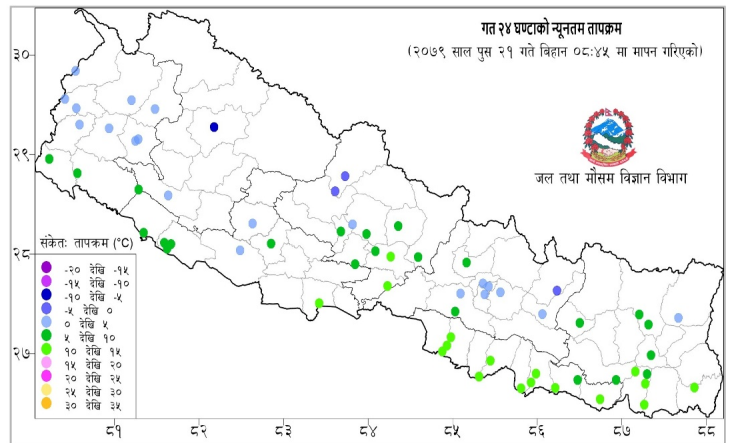 गत २४ घण्टाको न्यूनतम तापक्रम
(२०७९ साल पुस २१ गते बिहान ०८:४५ मा मापन गरिएको)
३०
२९
जल तथा मौसम विज्ञान विभाग
२८
संकेत: तापक्रम (°C)
-२० देखि -१५
-१५ देखि -१०
-१० देखि -५
-५ देखि ०
० देखि ५
५ देखि १०
१० देखि १५
१५ देखि २०
२० देखि २५
२५ देखि ३०
३० देखि ३५
२७
८१ ८२ ८३ ८४ ८५ ८६ ८७ ८८